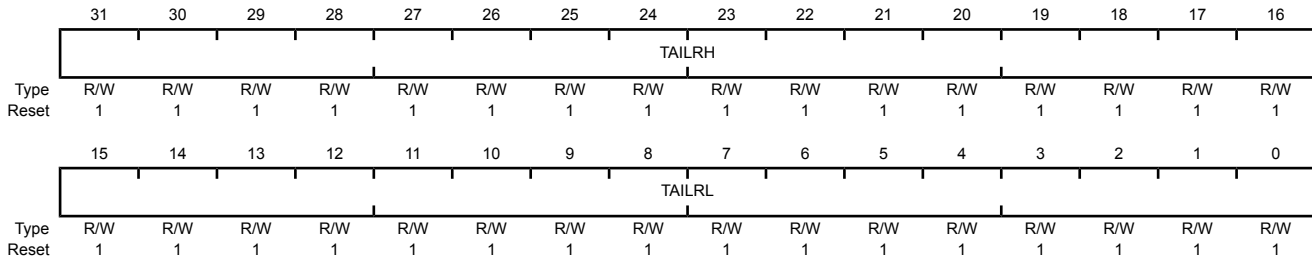 31 30 29 28 27 26 25 24 23 22 21 20 19 18 17 16
TAILRH
Type R/W R/W R/W R/W R/W R/W R/W R/W R/W R/W R/W R/W R/W R/W R/W R/W
Reset 1 1 1 1 1 1 1 1 1 1 1 1 1 1 1 1
15 14 13 12 11 10 9 8 7 6 5 4 3 2 1 0
TAILRL
Type R/W R/W R/W R/W R/W R/W R/W R/W R/W R/W R/W R/W R/W R/W R/W R/W
Reset 1 1 1 1 1 1 1 1 1 1 1 1 1 1 1 1